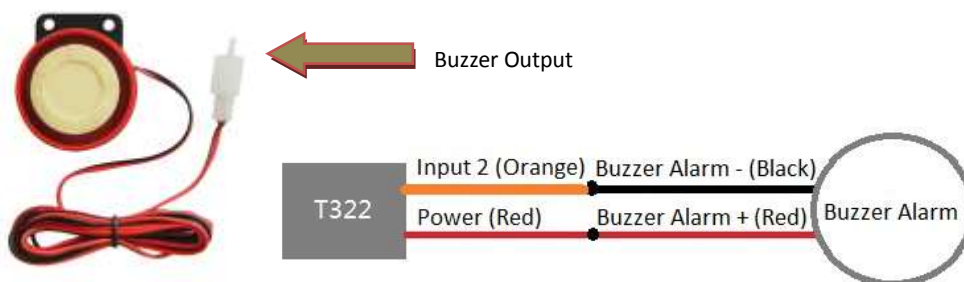 Buzzer Output
Input 2 (Orange)
Buzzer Alarm - (Black)
T322
Power (Red)
Buzzer Alarm + (Red)
Buzzer Alarm